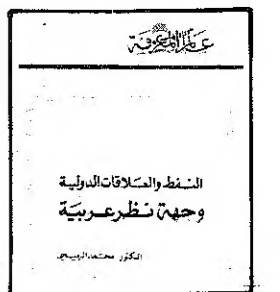 عالم المعرفة
النفط والعلاقات الدولية
وجهة نظر عربية
الدكتور محمد الرميحي